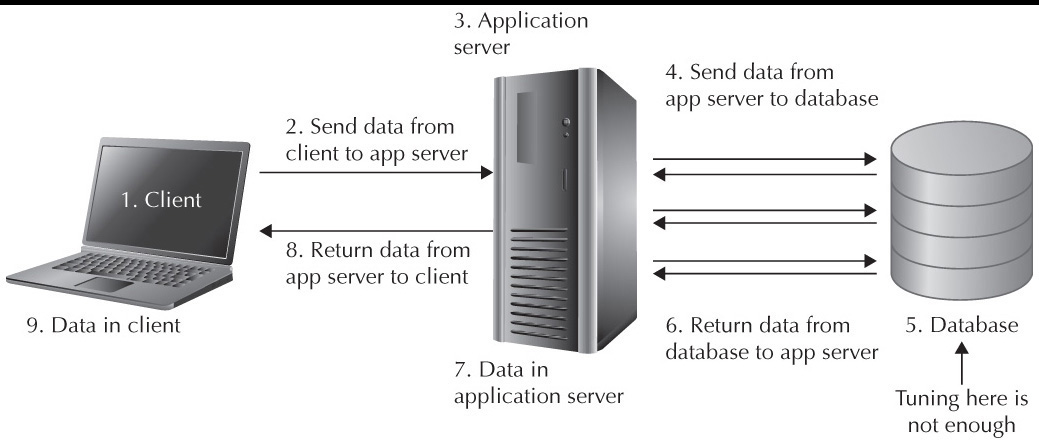 3. Application
server
4. Send data from
app server to database
2. Send data from
client to app server
1. Client
8. Return data from
app server to client
9. Data in client
6. Return data from
database to app server
5. Database
7. Data in
application server
Tuning here is
not enough